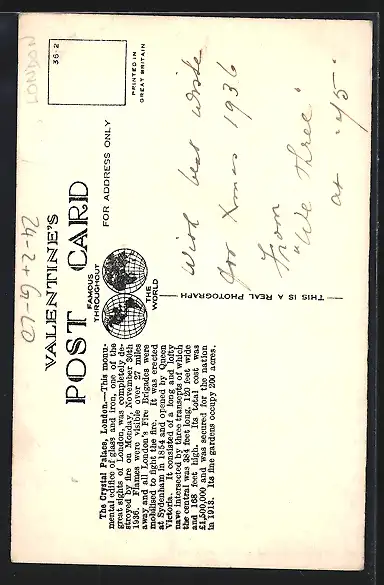 LONDON
36-2
PRINTED IN
GREAT BRITAIN
VALENTINE'S
POST CARD
FOR ADDRESS ONLY
FAMOUS
THROUGHOUT
THE
WORLD
THIS IS A REAL PHOTOGRAPH
The Crystal Palace, London.—This monu-
mental edifice of glass and iron, one of the
great sights of London, was completely de-
stroyed by fire on Monday, November 30th
1936. Flames were visible over 27 miles
away and all London's Fire Brigades were
mobilised to fight the fire. It was erected
at Sydenham in 1854 and opened by Queen
Victoria. It consisted of a long and lofty
nave intersected by three transepts of which
the central was 384 feet long, 120 feet wide
and 168 feet high. Its total cost was
£1,500,000 and was secured for the nation
in 1913. Its fine gardens occupy 200 acres.
With best wishes
for Xmas 1936
From
"We Three"
at "45"